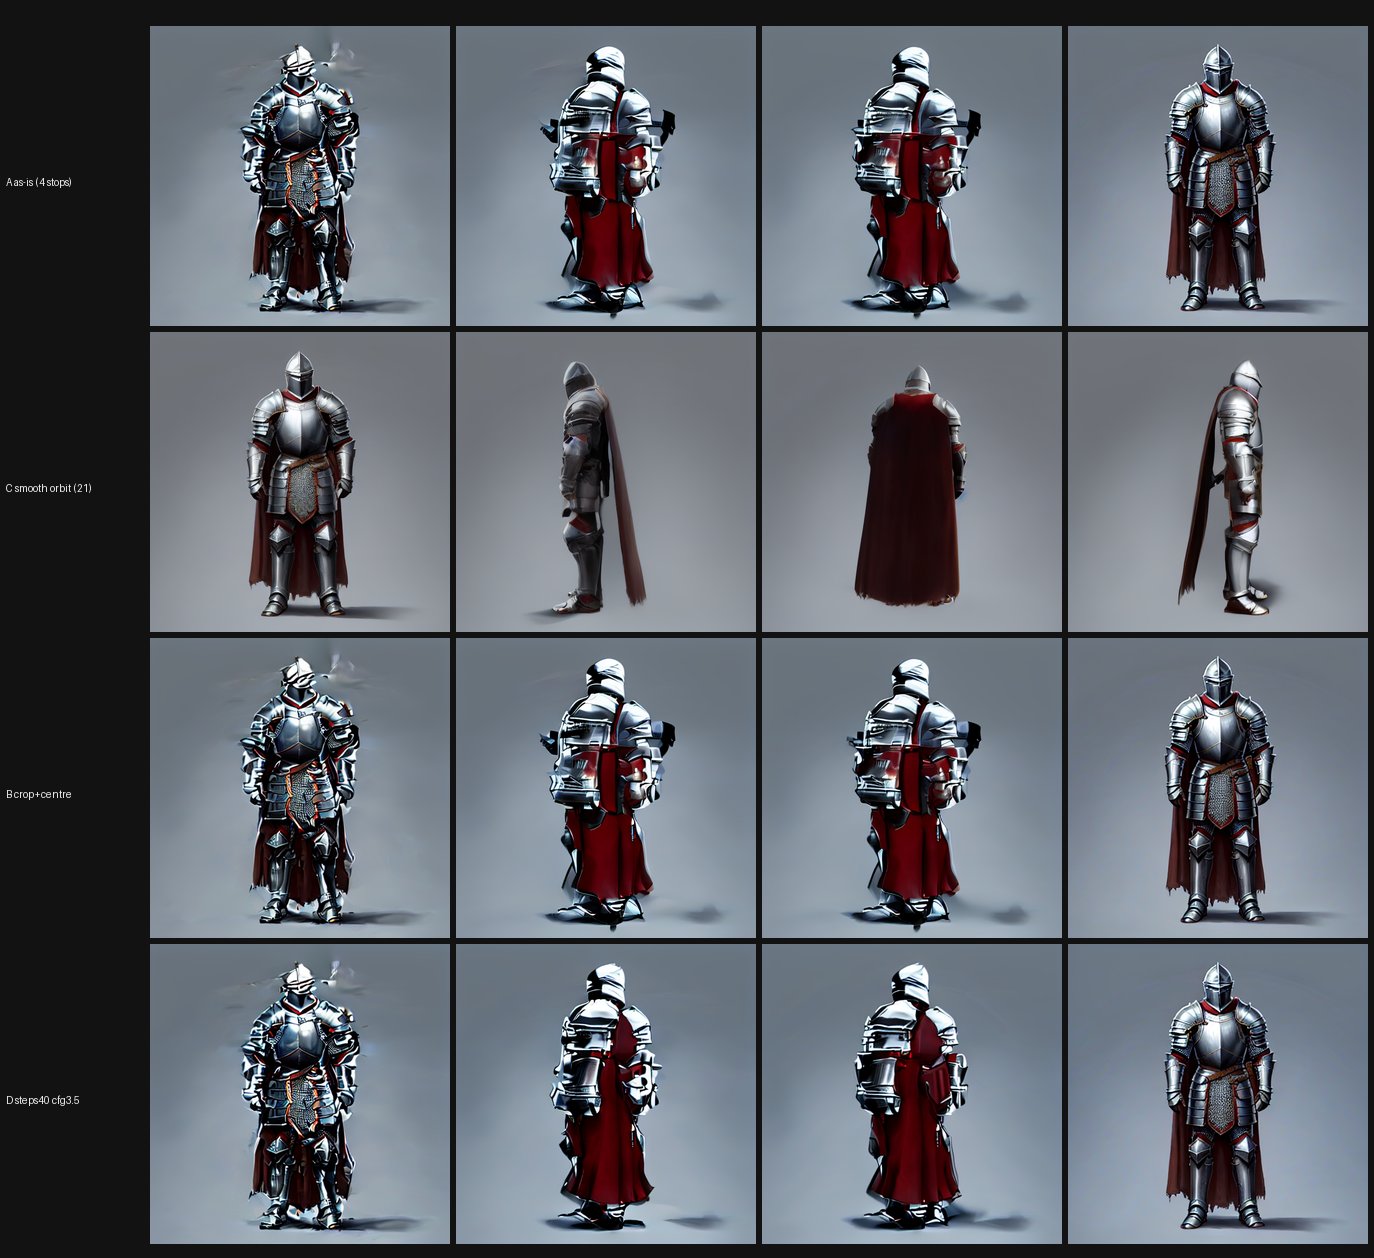 A as-is (4 stops)
C smooth orbit (21)
B crop+centre
D steps40 cfg3.5